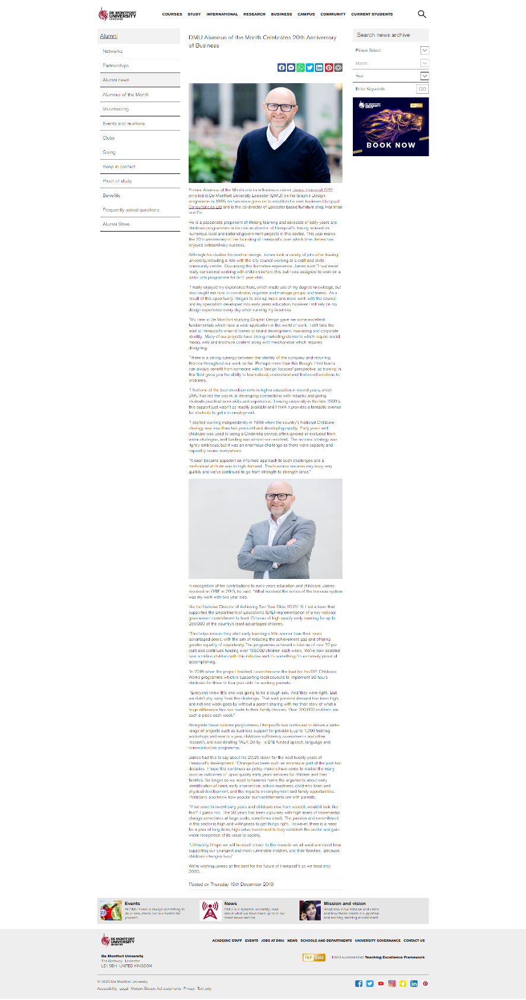 DE MONTFORT
UNIVERSITY
LEICESTER
COURSES STUDY INTERNATIONAL RESEARCH BUSINESS CAMPUS COMMUNITY CURRENT STUDENTS
Alumni
Networks
Partnerships
Alumni news
Alumnus of the Month
Volunteering
Events and reunions
Clubs
Giving
Keep in contact
Proof of study
Benefits
Frequently asked questions
Alumni Store
DMU Alumnus of the Month Celebrates 20th Anniversary
of Business
Former Alumnus of the Month and local business owner James Hempsall OBE
enrolled at De Montfort University Leicester (DMU) on the Graphic Design
programme in 1986, he has since gone on to establish his own business Hempsall
Consultancies Ltd and is the co-director of Leicester based furniture shop Harriman
and Co.
He is a passionate proponent of lifelong learning and advocate of early years and
childcare programmes in his role as director of Hempsall's, having worked on
numerous local and national government projects in this sector. This year marks
the 20th anniversary of the founding of Hempsall's, over which time James has
enjoyed extraordinary success.
Although his studies focused on design, James took a variety of jobs after leaving
university, including a role with the city council working at a craft and skills
community centre. Discussing this formative experience, James said: "I had never
really considered working with children before this, but I was assigned to work on a
junior arts programme for 5-11 year olds.
"I really enjoyed my experience here, which made use of my degree knowledge, but
also taught me how to coordinate, organise and manage groups and teams. As a
result of this opportunity I began to pick up more and more work with the council
and my specialism developed into early years education, however I still rely on my
design experience every day when running my business.
"My time at De Montfort studying Graphic Design gave me some excellent
fundamentals which have a wide application in the world of work. I still take the
lead at Hempsall's when it comes to brand development, marketing and corporate
identity. Many of our projects have strong marketing elements which require social
media, web and brochure content along with merchandise which requires
designing.
"There is a strong synergy between the identity of the company and recurring
themes throughout our work so far. Perhaps more than this though, I feel teams
can always benefit from someone with a 'design focused' perspective, as training in
this field gives you the ability to learn about, understand and find novel solutions to
problems.
"I feel one of the best developments in higher education in recent years, which
DMU has led the way in, is developing connections with industry and giving
students practical work skills and experience. Leaving university in the late 1990's,
this support just wasn't as readily available and I think it provides a fantastic avenue
for students to get into employment.
"I started working independently in 1999 when the country's National Childcare
strategy was less than two years old and developing rapidly. Early years and
childcare was used to being a Cinderella service, often ignored or excluded from
wider strategies, and funding was almost non-existent. The national strategy was
rightly ambitious, but it was an enormous challenge as there were capacity and
capability issues everywhere.
"It soon became apparent an informed approach to such challenges and a
methodical attitude was in high demand. The business became very busy, very
quickly and we've continued to go from strength to strength since."
In recognition of his contributions to early years education and childcare, James
received an OBE in 2015, he said: "What received the notice of the honours system
was my work with two year olds.
"As the National Director of Achieving Two Year Olds: 2012/16, I led a team that
supported the Department of Education's (DfE) implementation of a key national
government commitment to fund 15 hours of high quality early learning for up to
250,000 of the country's least advantaged children.
"This helps ensure they start early learning a little sooner than their more
advantaged peers, with the aim of reducing the achievement gap and offering
greater equality of opportunity. The programme achieved a take up of over 70 per
cent and continues funding over 150,000 children each week. We've now assisted
over a million children with this initiative and it's something I'm extremely proud of
accomplishing.
"In 2016 when the project finished, I soon became the lead for the DfE Childcare
Works programme which is supporting local councils to implement 30 hours
childcare for three to four year olds for working parents.
"Everyone knew this one was going to be a tough ask. And they were right. But
we didn't shy away from the challenge. That said, parental demand has been high,
and not one week goes by without a parent sharing with me their story of what a
huge difference this has made to their family choices. Over 300,000 children use
such a place each week."
Alongside these national programmes, Hempsall's has continued to deliver a wide-
range of projects such as business support for providers, up to 1,000 training
workshops and events a year, childcare sufficiency assessments and other
research, and coordinating TALK Derby - a DfE funded speech, language and
communication programme.
James had this to say about his 20:20 vision for the next twenty years of
Hempsall's development: "Change has been such an enormous part of the past two
decades. I hope this continues as policy-makers have come to realise the many
positive outcomes of good quality early years services for children and their
families. No longer do we need to hammer home the arguments about early
identification of need, early intervention, school readiness, children's brain and
physical development, and the impacts on employment and family opportunities.
Politicians also know how popular such entitlements are with parents.
"If we were to invent early years and childcare now from scratch, would it look like
this? I guess not. The 20 years has been a journey with high levels of incremental
change sometimes at large scale, sometimes small. The passion and commitment
in this sector is high and willingness to get things right. However, there is a need
for a plan of long-term, high value investment to truly establish the sector and gain
wider recognition of its value to society.
"Ultimately, I hope we will be much closer to the rewards we all want and need from
supporting our youngest and most vulnerable children, and their families. Because
childcare changes lives."
We're wishing James all the best for the future of Hempsall's as we head into
2020.
Posted on Thursday 19th December 2019
Search news archive
Please Select
Month
Year
Enter Keywords
GO
DE MONTFORT
UNIVERSITY
LEICESTER
TEF Gold
BOOK NOW
Events
At DMU there is always something to
do or see, check out our events for
yourself.
News
DMU is a dynamic university, read
about what we have been up to in our
latest news section.
Mission and vision
Read about our mission and vision
and how these create a supportive
and exciting learning environment.
DE MONTFORT
UNIVERSITY
LEICESTER
ACADEMIC STAFF EVENTS JOBS AT DMU NEWS SCHOOLS AND DEPARTMENTS UNIVERSITY GOVERNANCE CONTACT US
De Montfort University
The Gateway Leicester
LE1 9BH UNITED KINGDOM
TEF Gold
DMU awarded Gold Teaching Excellence Framework
© 2020 De Montfort University
Accessibility Legal Modern Slavery Act statements Privacy Text only